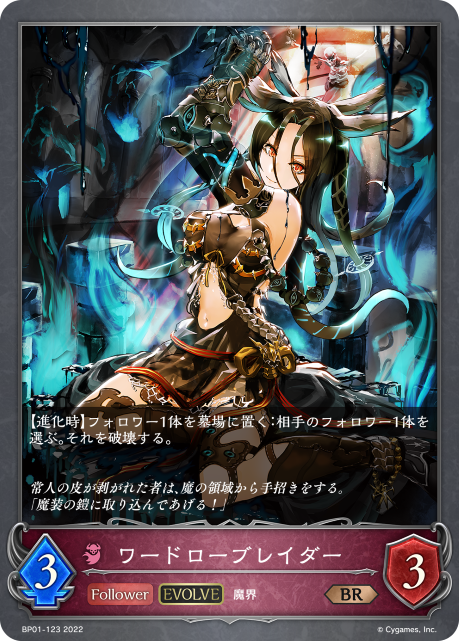 【進化時】フォロワー1体を墓場に置く：相手のフォロワー1体を
選ぶ。それを破壊する。
常人の皮が剥がれた者は、魔の領域から手招きをする。
「魔装の鎧に取り込んであげる！」
ワードローブレイダー
3
3
Follower EVOLVE 魔界 BR
BP01-123 2022
© Cygames, Inc.